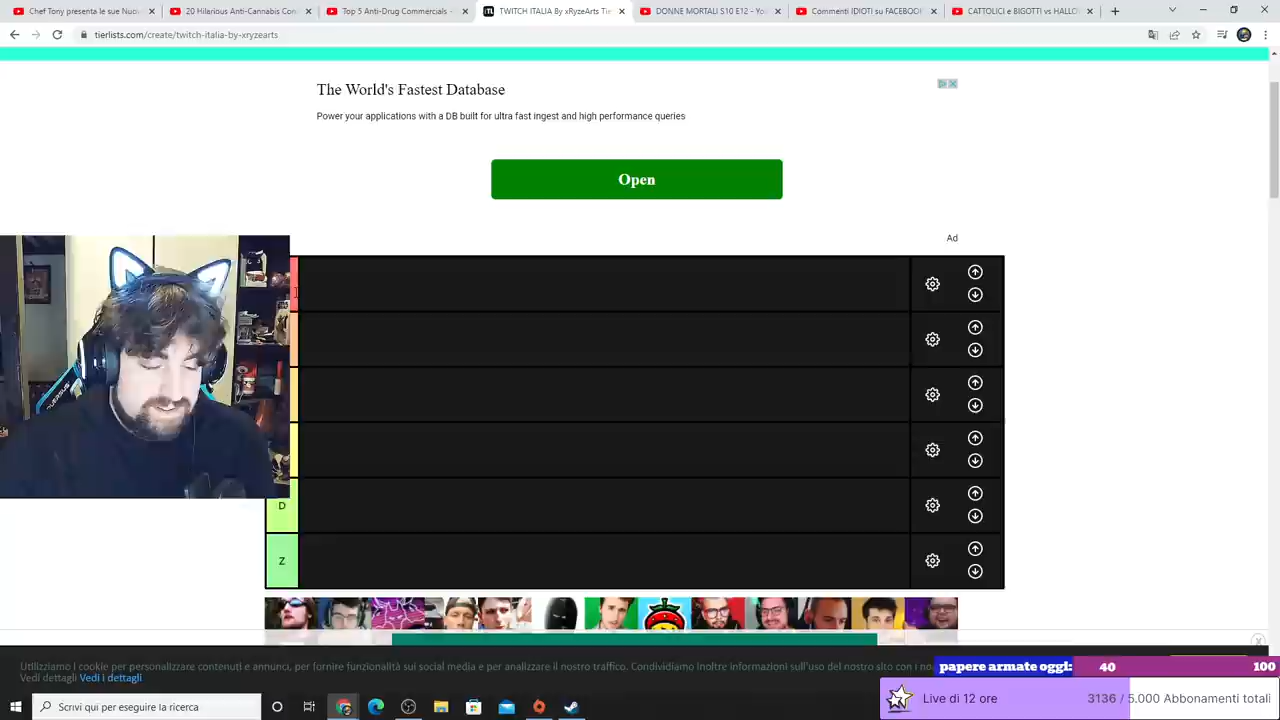 Chef Tony presenta le sue Nuov
20 Hilarious Anti-Cannabis Com
Top 5 Anti-Drug Commercials -
TWITCH ITALIA By xRyzeArts Tie
DONNE MORTALI S10 E12 - Yo
Commenti IDIOTI su FACEBOOK
CATTOLICI e BIGOTTI vs HALLO
tierlists.com/create/twitch-italia-by-xryzearts
The World's Fastest Database
Power your applications with a DB built for ultra fast ingest and high performance queries
Open
Ad
D
Z
Utilizziamo i cookie per personalizzare contenuti e annunci, per fornire funzionalità sui social media e per analizzare il nostro traffico. Condividiamo Inoltre informazioni sull'uso del nostro sito con i no
Vedi dettagli Vedi i dettagli
papere armate oggi: 40 100
Live di 12 ore 3136 / 5.000 Abbonamenti totali
Scrivi qui per eseguire la ricerca